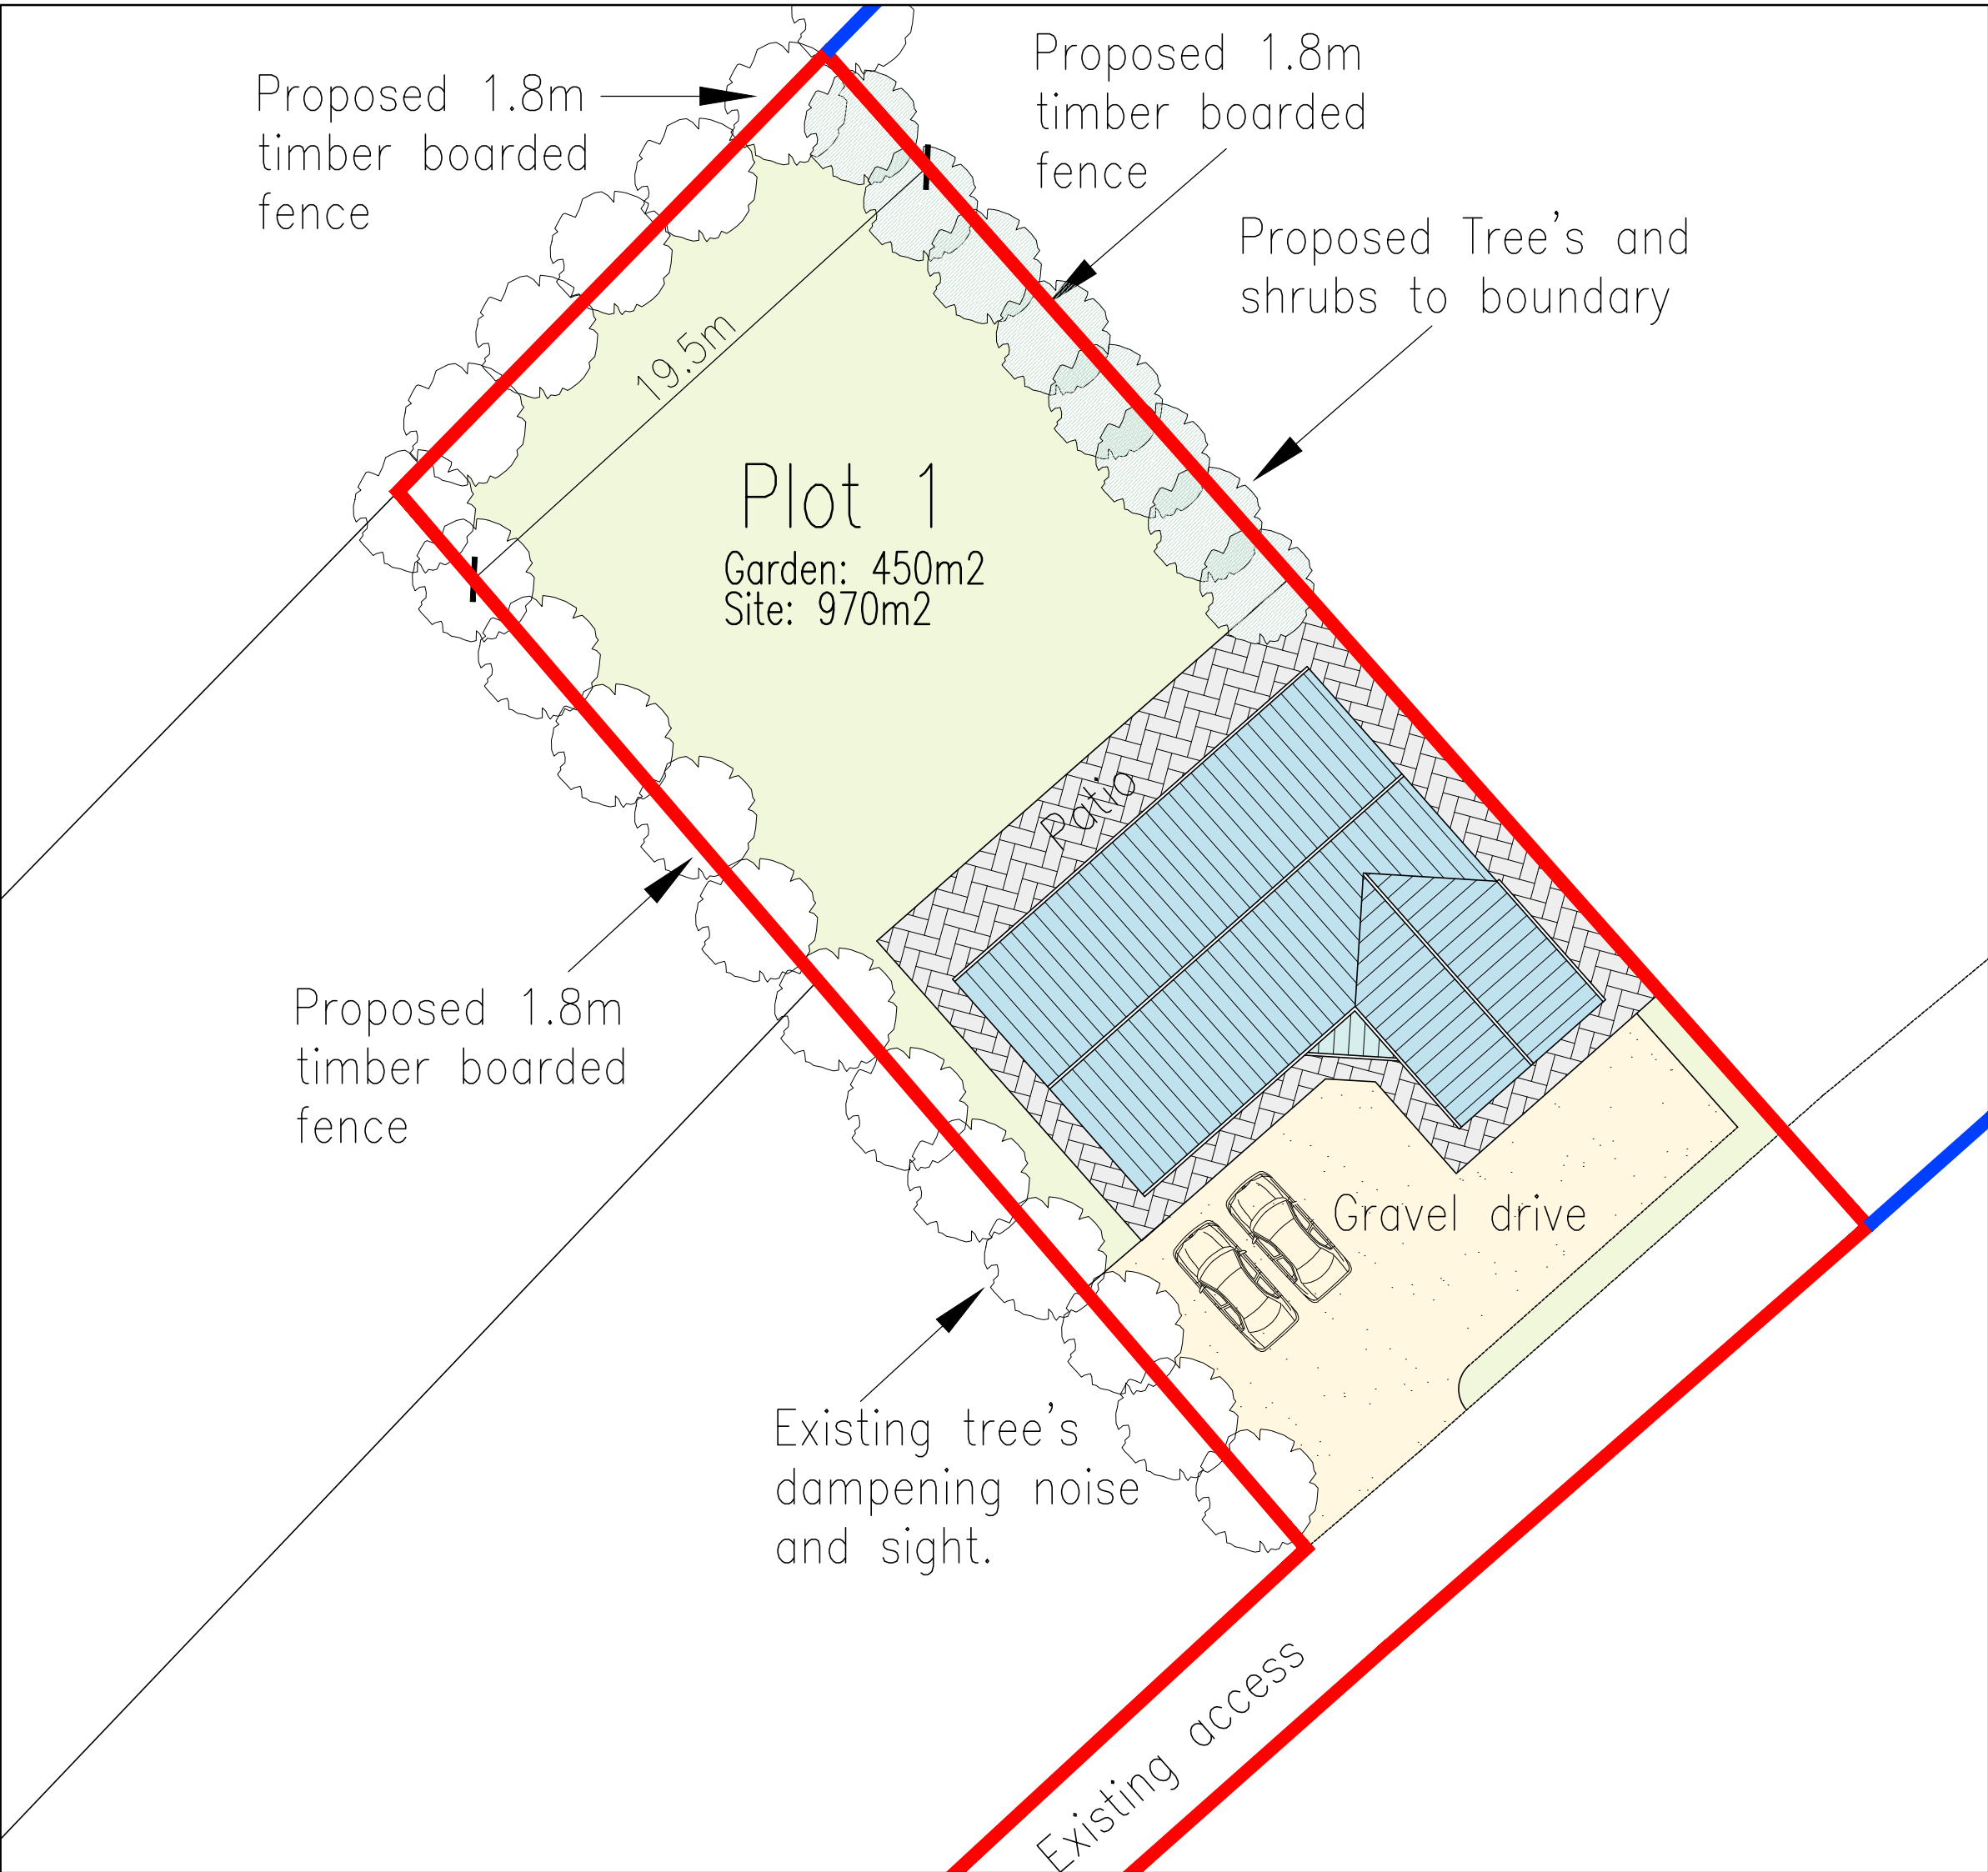 Proposed 1.8m
timber boarded
fence
Proposed 1.8m
timber boarded
fence
Proposed Tree's and
shrubs to boundary
19.5m
Plot 1
Garden: 450m2
Site: 970m2
Patio
Proposed 1.8m
timber boarded
fence
Gravel drive
Existing tree's
dampening noise
and sight.
Existing access